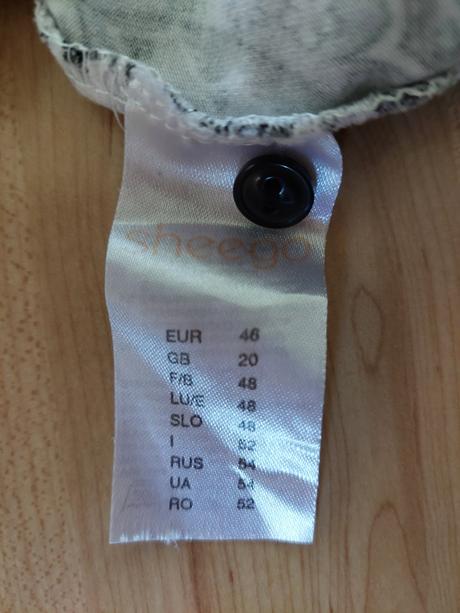 sheego
EUR 46
GB 20
F/B 48
LU/E 48
SLO 48
I 52
RUS 54
UA 54
RO 52